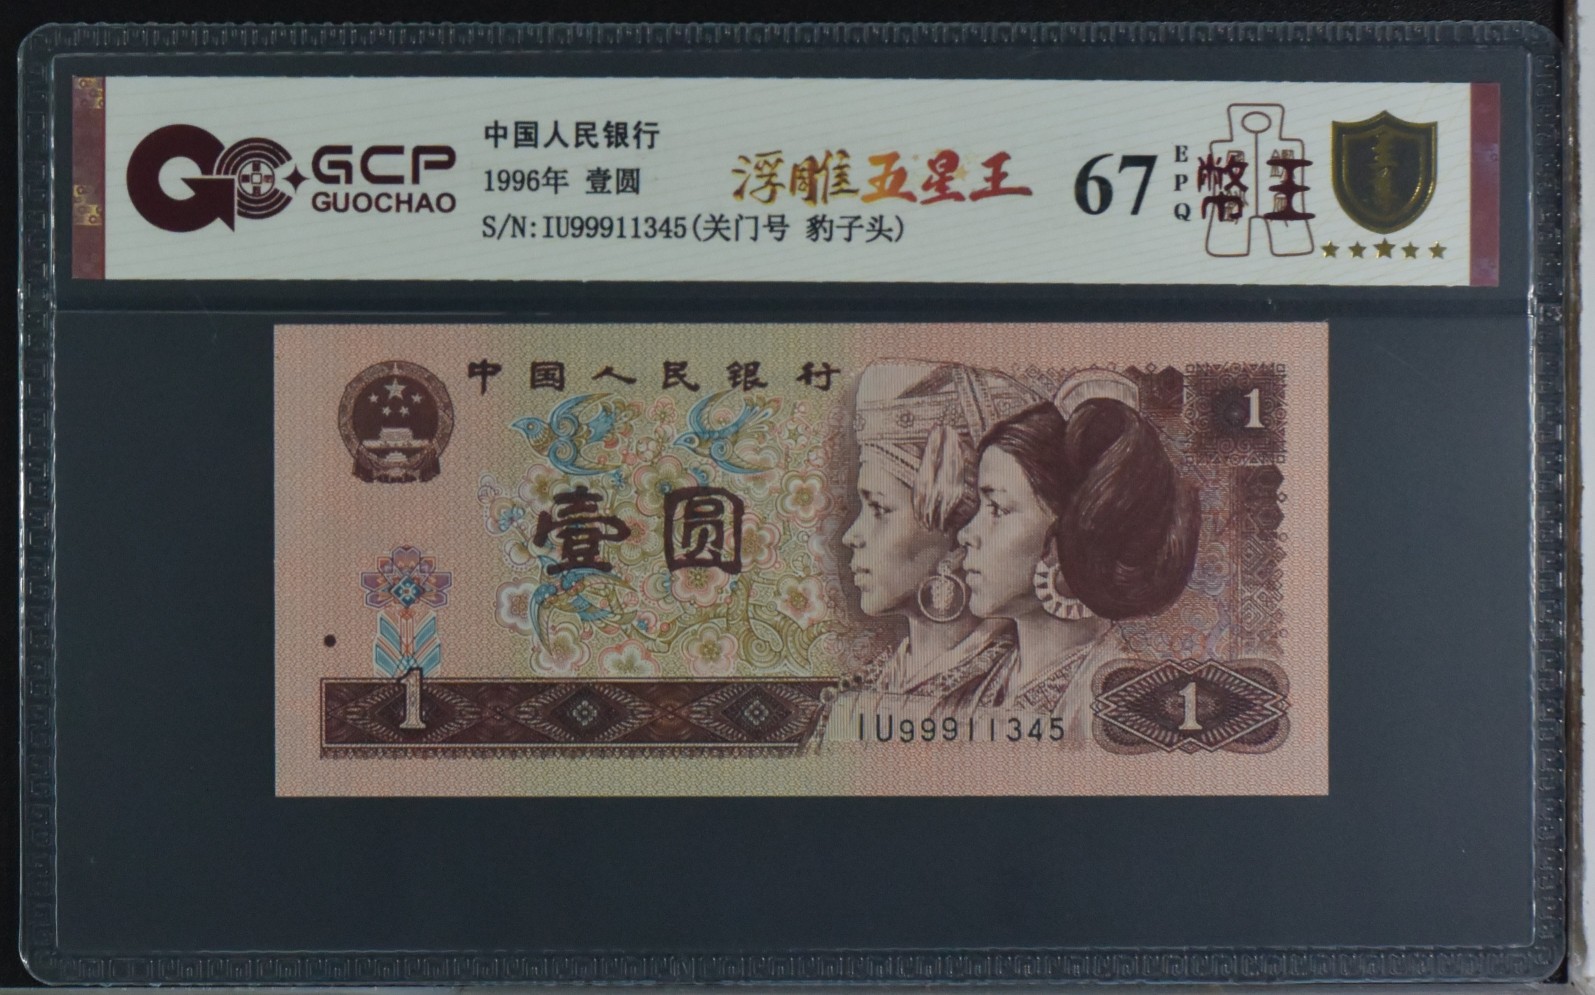 GCP
GUOCHAO
中国人民银行
1996年 壹圆
S/N:IU99911345(关门号 豹子头)
浮雕五星王
67
EPQ
币王
中国人民银行
1
壹圆
1
IU99911345
1